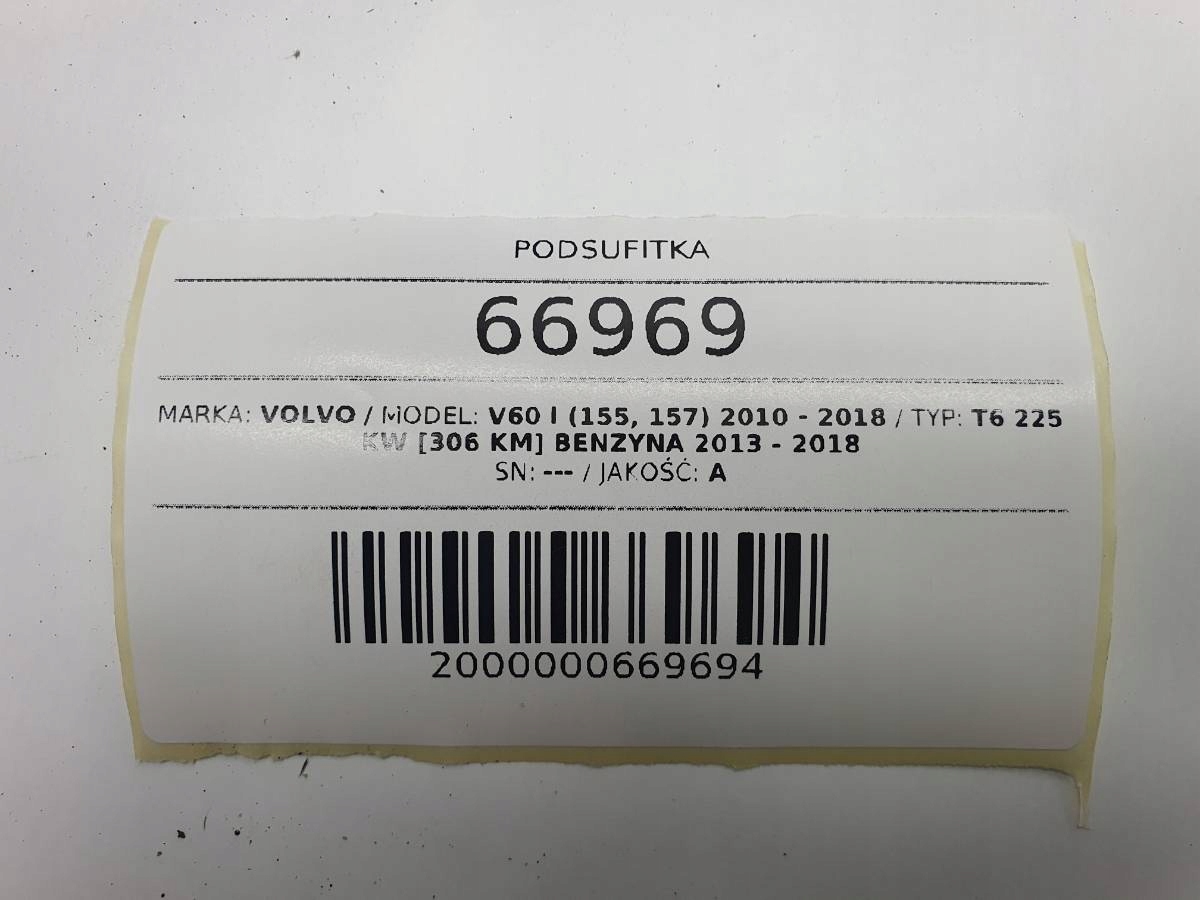 PODSUFITKA
66969
MARKA: VOLVO / MODEL: V60 I (155, 157) 2010 - 2018 / TYP: T6 225
KW [306 KM] BENZYNA 2013 - 2018
SN: --- / JAKOŚĆ: A
2000000669694